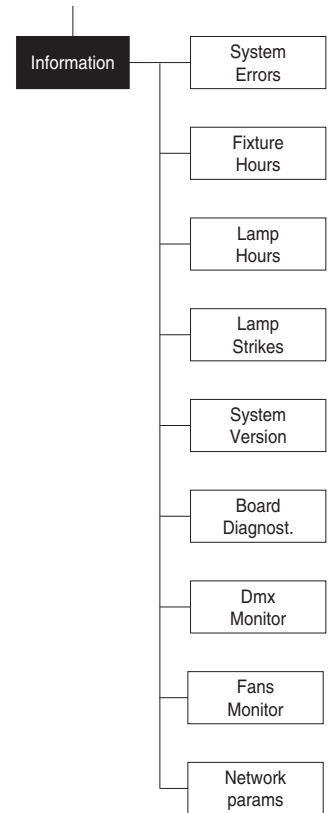 Information
System
Errors
Fixture
Hours
Lamp
Hours
Lamp
Strikes
System
Version
Board
Diagnost.
Dmx
Monitor
Fans
Monitor
Network
params